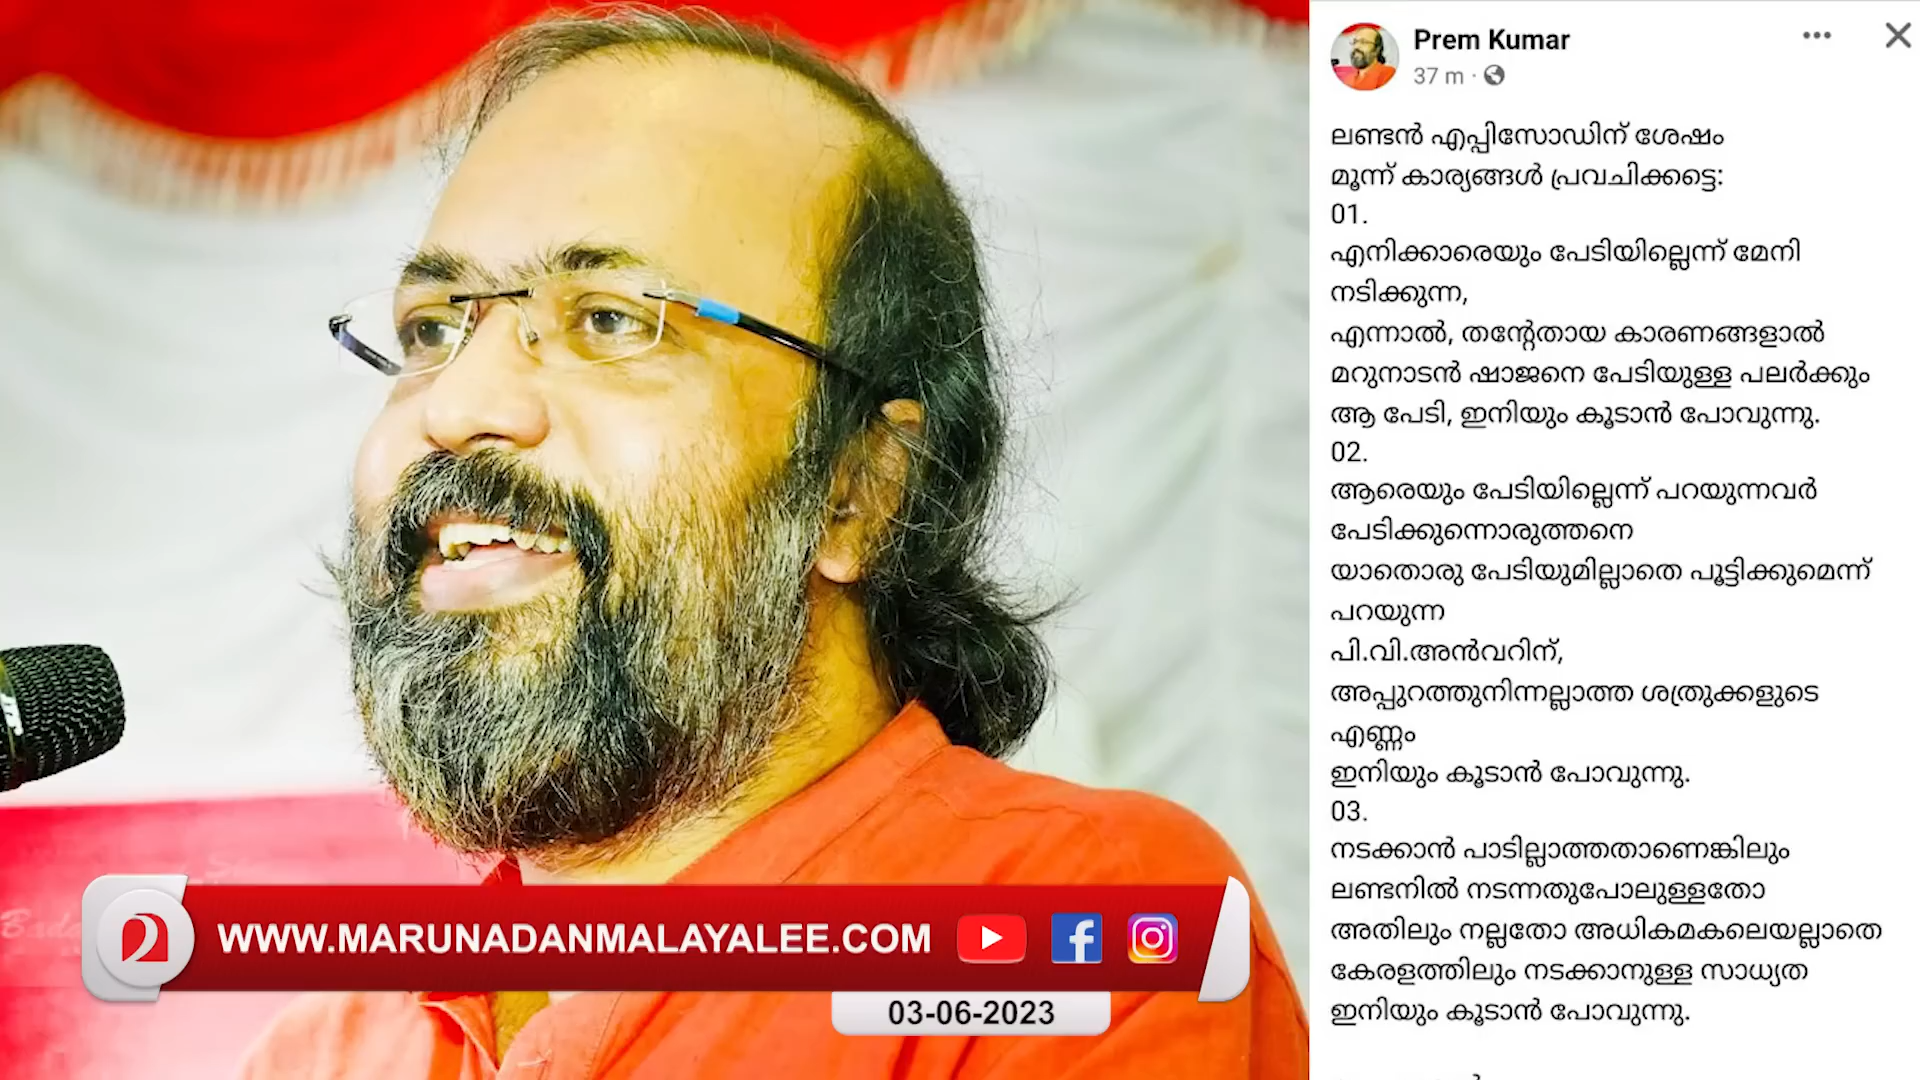 Prem Kumar
37 m ·
ലണ്ടൻ എപ്പിസോഡിന് ശേഷം
മൂന്ന് കാര്യങ്ങൾ പ്രവചിക്കട്ടെ:
01.
എനിക്കാരെയും പേടിയില്ലെന്ന് മേനി
നടിക്കുന്ന,
എന്നാൽ, തന്റേതായ കാരണങ്ങളാൽ
മറുനാടൻ ഷാജനെ പേടിയുള്ള പലർക്കും
ആ പേടി, ഇനിയും കൂടാൻ പോവുന്നു.
02.
ആരെയും പേടിയില്ലെന്ന് പറയുന്നവർ
പേടിക്കുന്നൊരുത്തനെ
യാതൊരു പേടിയുമില്ലാതെ പൂട്ടിക്കുമെന്ന്
പറയുന്ന
പി.വി.അൻവറിന്,
അപ്പുറത്തുനിന്നല്ലാത്ത ശത്രുക്കളുടെ
എണ്ണം
ഇനിയും കൂടാൻ പോവുന്നു.
03.
നടക്കാൻ പാടില്ലാത്തതാണെങ്കിലും
ലണ്ടനിൽ നടന്നതുപോലുള്ളതോ
അതിലും നല്ലതോ അധികമകലെയല്ലാതെ
കേരളത്തിലും നടക്കാനുള്ള സാധ്യത
ഇനിയും കൂടാൻ പോവുന്നു.
WWW.MARUNADANMALAYALEE.COM
03-06-2023